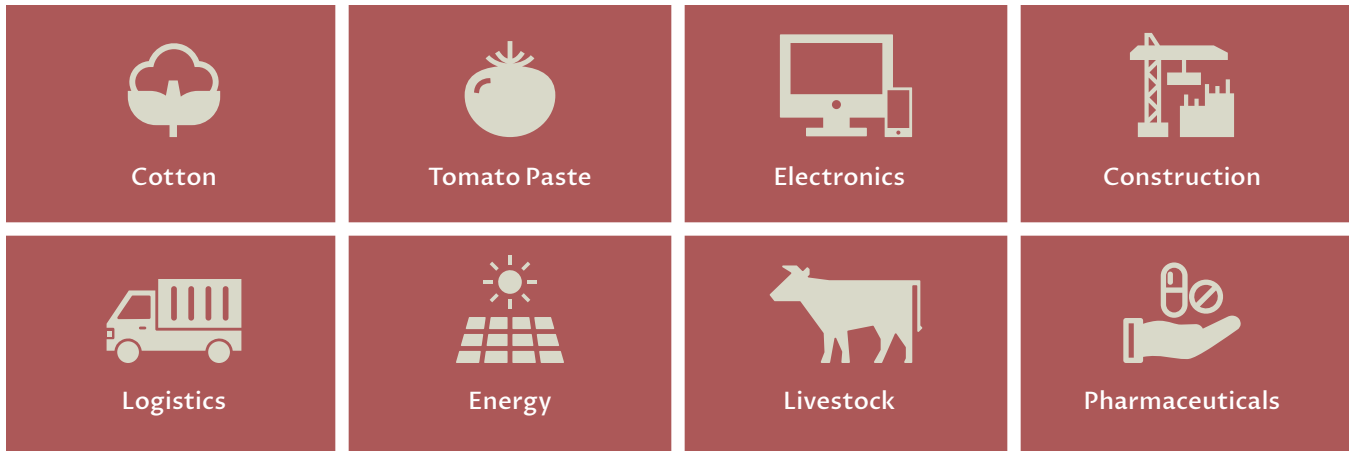 Cotton
Tomato Paste
Electronics
Construction
Logistics
Energy
Livestock
Pharmaceuticals